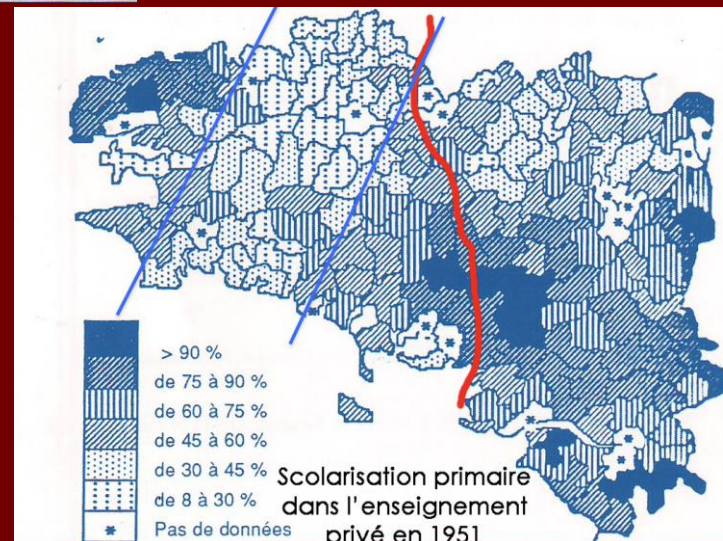 > 90 %
de 75 à 90 %
de 60 à 75 %
de 45 à 60 %
de 30 à 45 %
de 8 à 30 %
* Pas de données
Scolarisation primaire
dans l'enseignement
privé en 1951